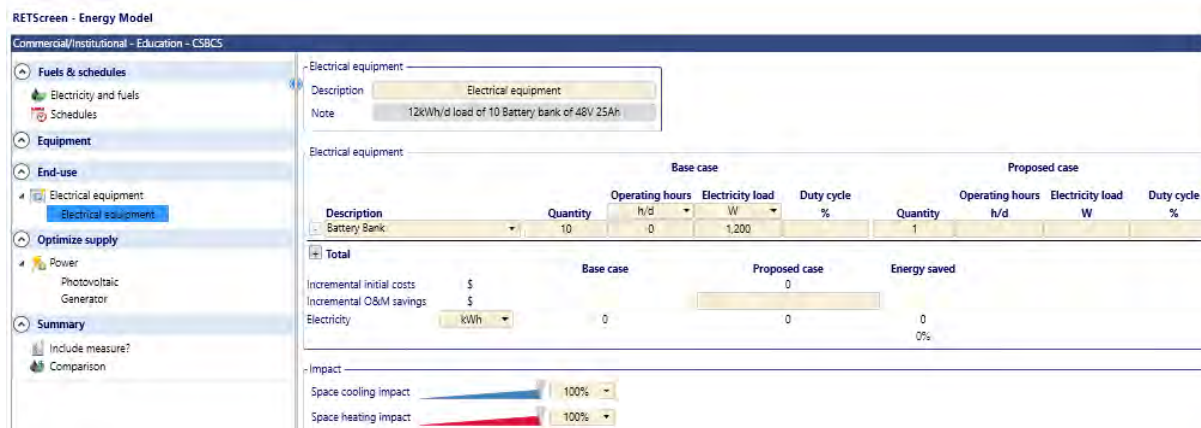 RETScreen - Energy Model
Commercial/Institutional - Education - CSBCS
Fuels & schedules
Electricity and fuels
Schedules
Equipment
End-use
Electrical equipment
Electrical equipment
Optimize supply
Power
Photovoltaic
Generator
Summary
Include measure?
Comparison
Electrical equipment
Description Electrical equipment
Note 12kWh/d load of 10 Battery bank of 48V 25Ah
Electrical equipment
Base case Proposed case
Operating hours Electricity load Duty cycle Operating hours Electricity load Duty cycle
Description Quantity h/d W % Quantity h/d W %
- Battery Bank 10 0 1,200 1
+ Total
Base case Proposed case Energy saved
Incremental initial costs $ 0
Incremental O&M savings $
Electricity kWh 0 0 0
0%
Impact
Space cooling impact 100%
Space heating impact 100%